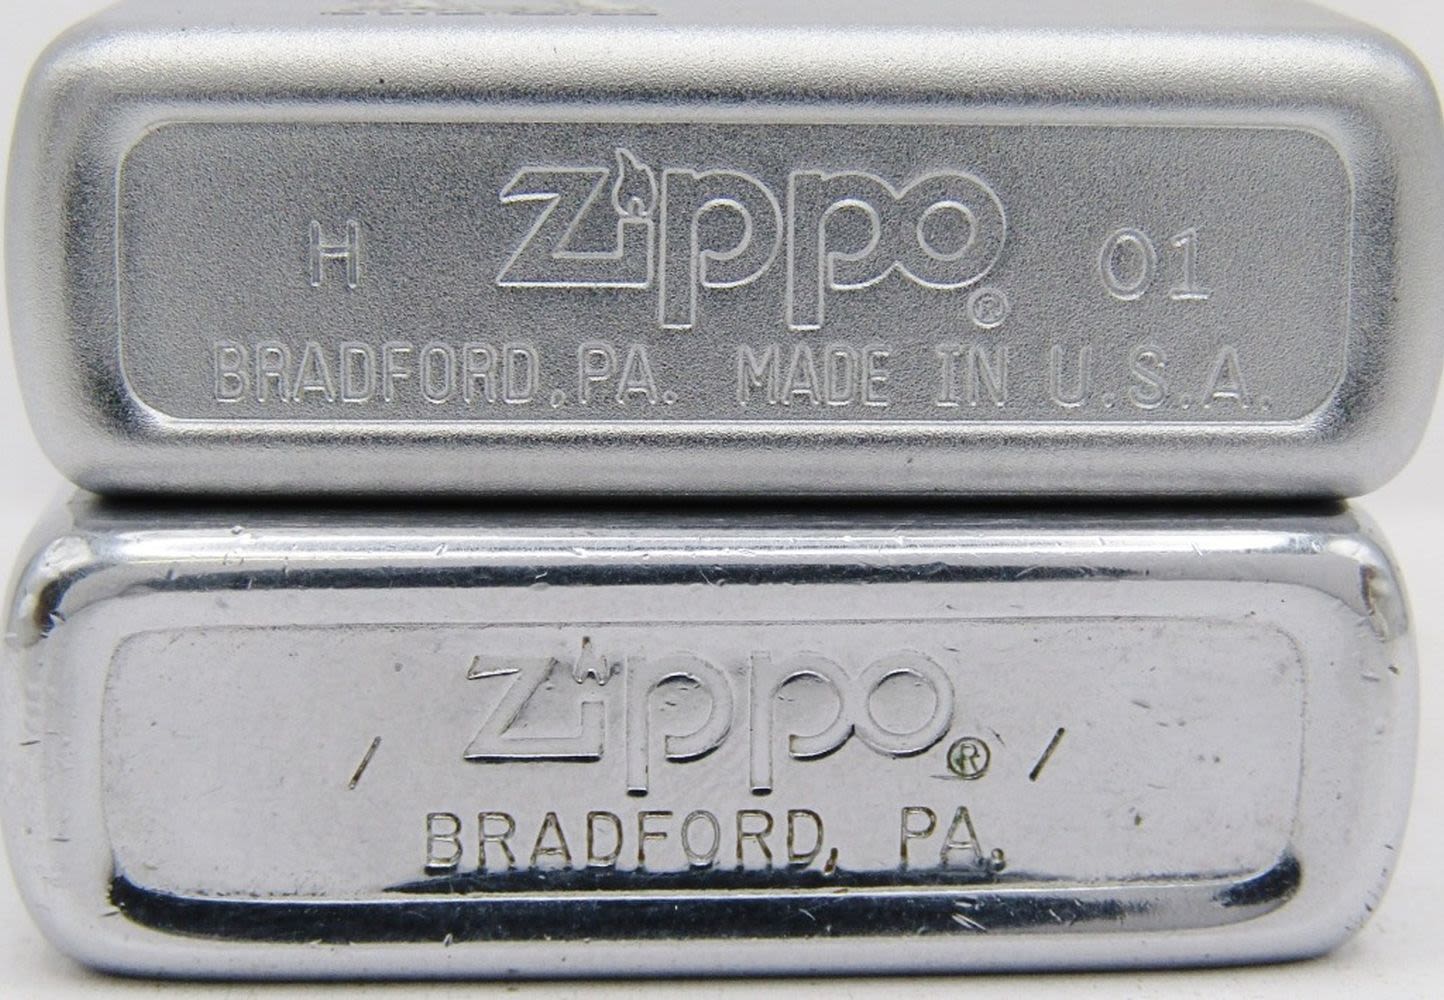 H Zippo® 01
BRADFORD, PA. MADE IN U.S.A.
/ Zippo® /
BRADFORD, PA.